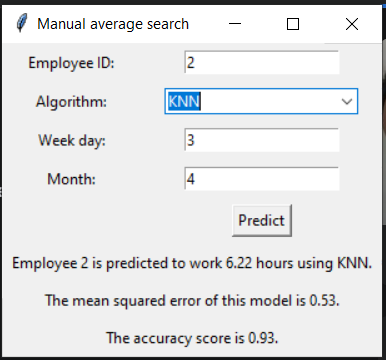 Manual average search
Employee ID: 2
Algorithm: KNN
Week day: 3
Month: 4
Predict
Employee 2 is predicted to work 6.22 hours using KNN.
The mean squared error of this model is 0.53.
The accuracy score is 0.93.